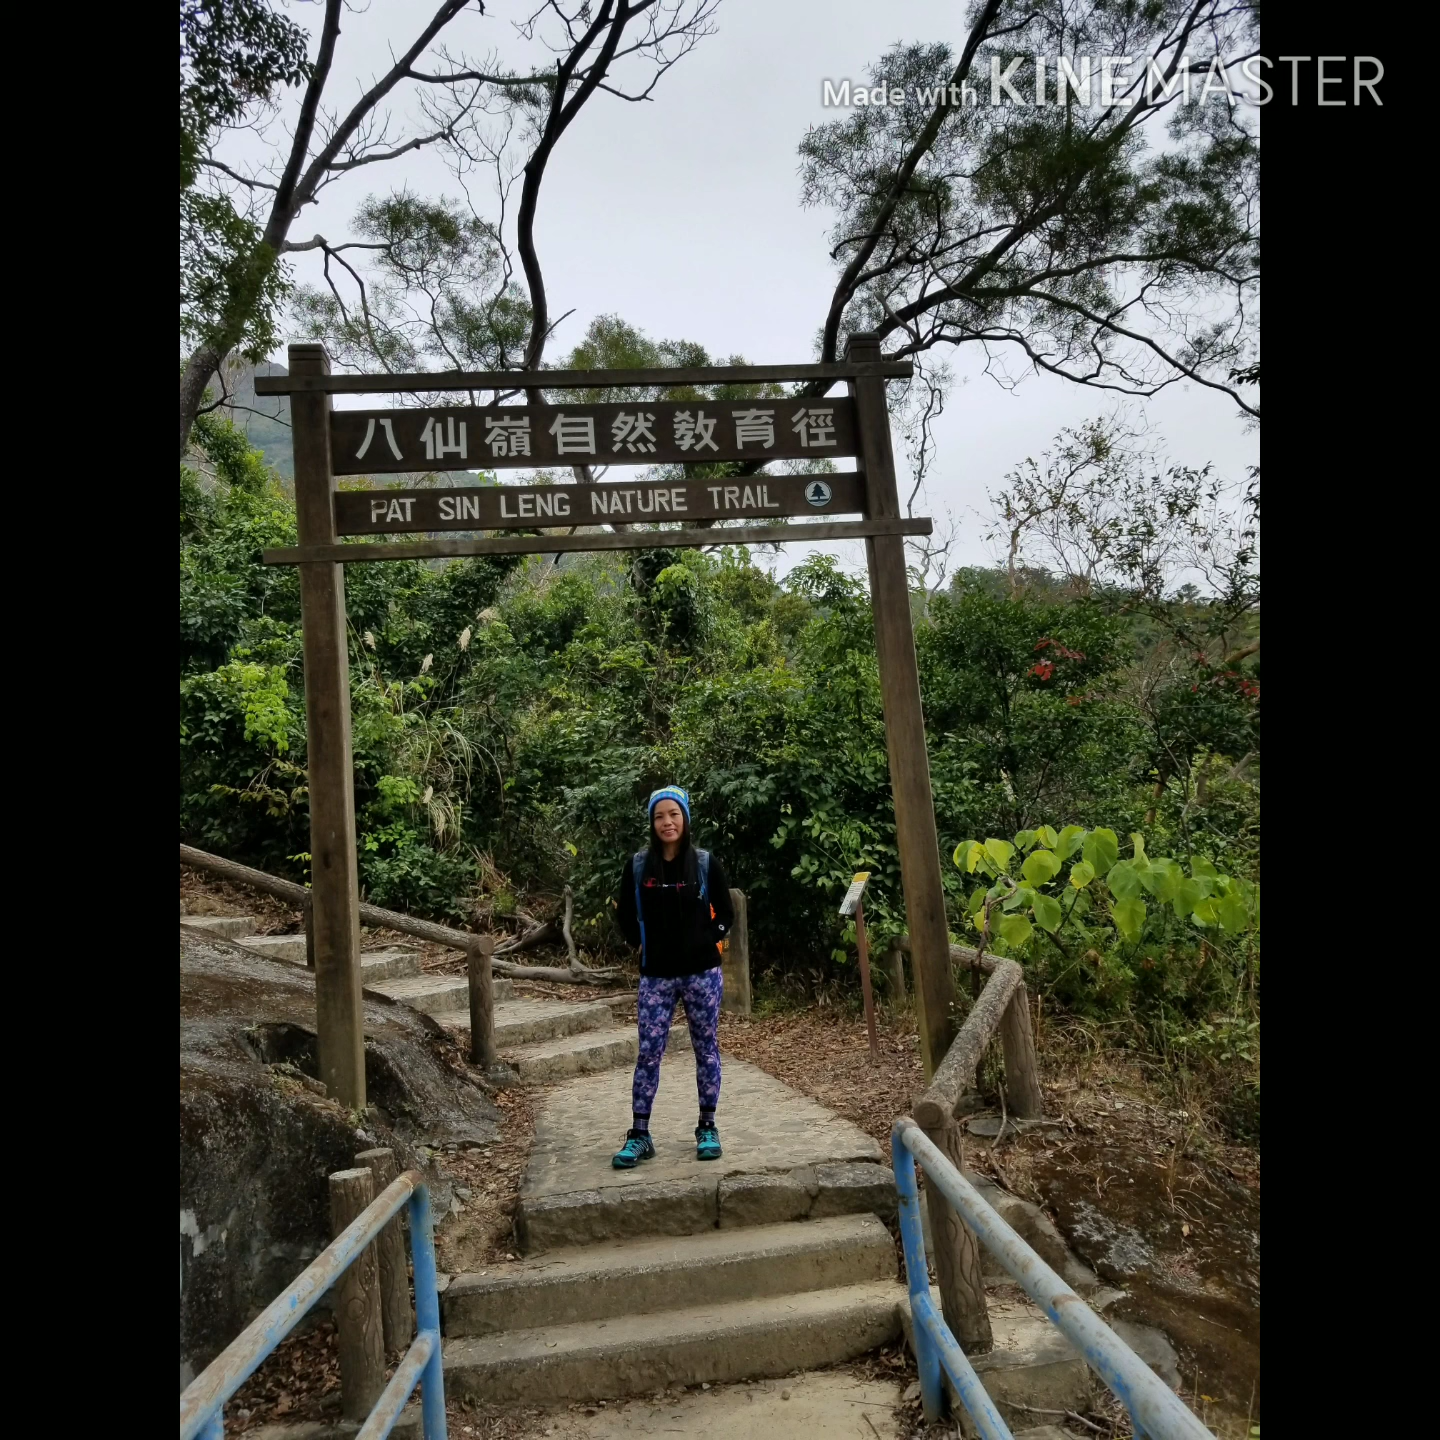 Made with KINEMASTER
八仙嶺自然教育徑
PAT SIN LENG NATURE TRAIL